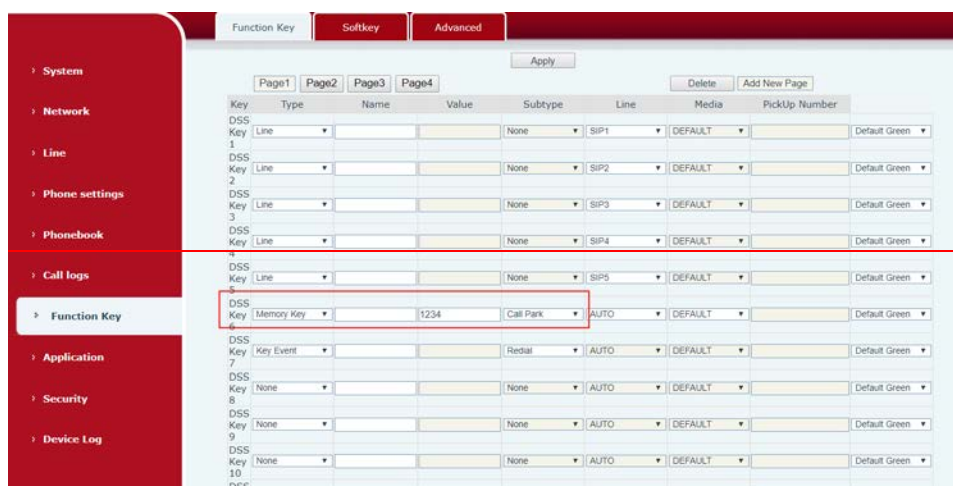 Function Key Softkey Advanced
Apply
Page1 Page2 Page3 Page4 Delete Add New Page
Key Type Name Value Subtype Line Media PickUp Number
DSS Key 1 Line None SIP1 DEFAULT Default Green
DSS Key 2 Line None SIP2 DEFAULT Default Green
DSS Key 3 Line None SIP3 DEFAULT Default Green
DSS Key 4 Line None SIP4 DEFAULT Default Green
DSS Key 5 Line None SIP5 DEFAULT Default Green
DSS Key 6 Memory Key 1234 Call Park AUTO DEFAULT Default Green
DSS Key 7 Key Event Redial AUTO DEFAULT Default Green
DSS Key 8 None None AUTO DEFAULT Default Green
DSS Key 9 None None AUTO DEFAULT Default Green
DSS Key 10 None None AUTO DEFAULT Default Green
› System
› Network
› Line
› Phone settings
› Phonebook
› Call logs
› Function Key
› Application
› Security
› Device Log